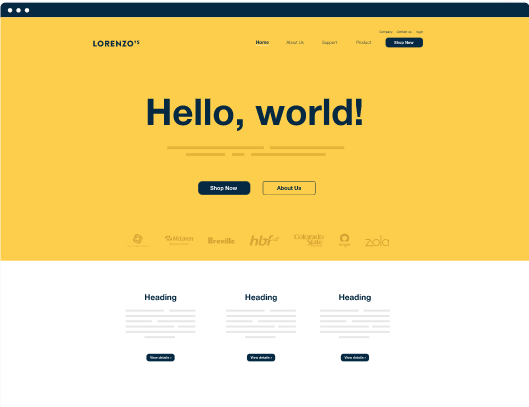 Company Contact us Login
LORENZO'S
Home About Us Support Product Shop Now
Hello, world!
Shop Now About Us
McLaren Breville hbf Colorado State zola
Heading Heading Heading
View details › View details › View details ›